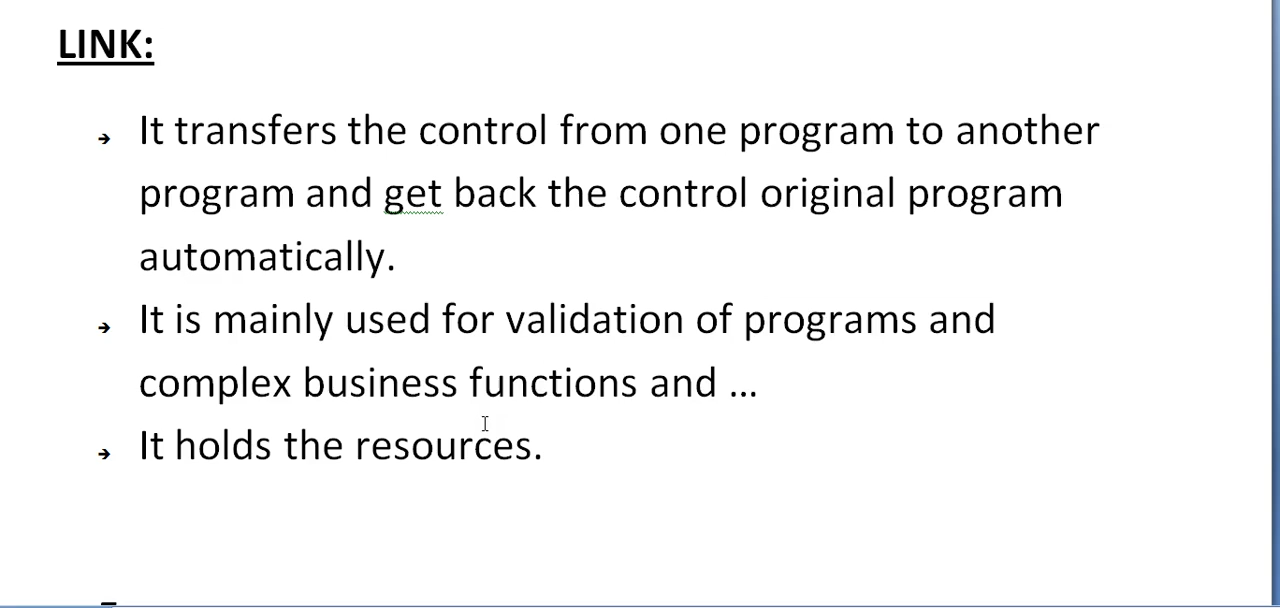 LINK:
→ It transfers the control from one program to another
program and get back the control original program
automatically.
→ It is mainly used for validation of programs and
complex business functions and ...
→ It holds the resources.